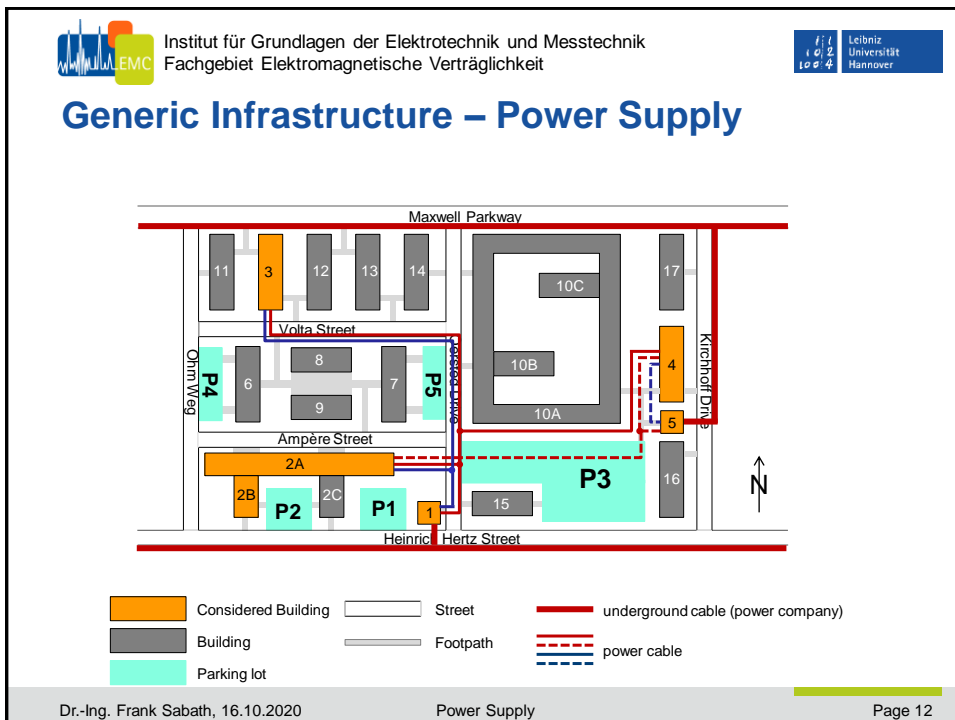 Institut für Grundlagen der Elektrotechnik und Messtechnik
Fachgebiet Elektromagnetische Verträglichkeit
EMC
Leibniz
Universität
Hannover
Generic Infrastructure – Power Supply
Maxwell Parkway
11
3
12
13
14
10C
17
Volta Street
Ohm Weg
P4
6
8
9
7
P5
10B
10A
4
5
Kirchhoff Drive
Ampère Street
2A
2B
P2
2C
P1
1
15
P3
16
N
Heinrich Hertz Street
Considered Building
Street
underground cable (power company)
Building
Footpath
power cable
Parking lot
Dr.-Ing. Frank Sabath, 16.10.2020
Power Supply
Page 12